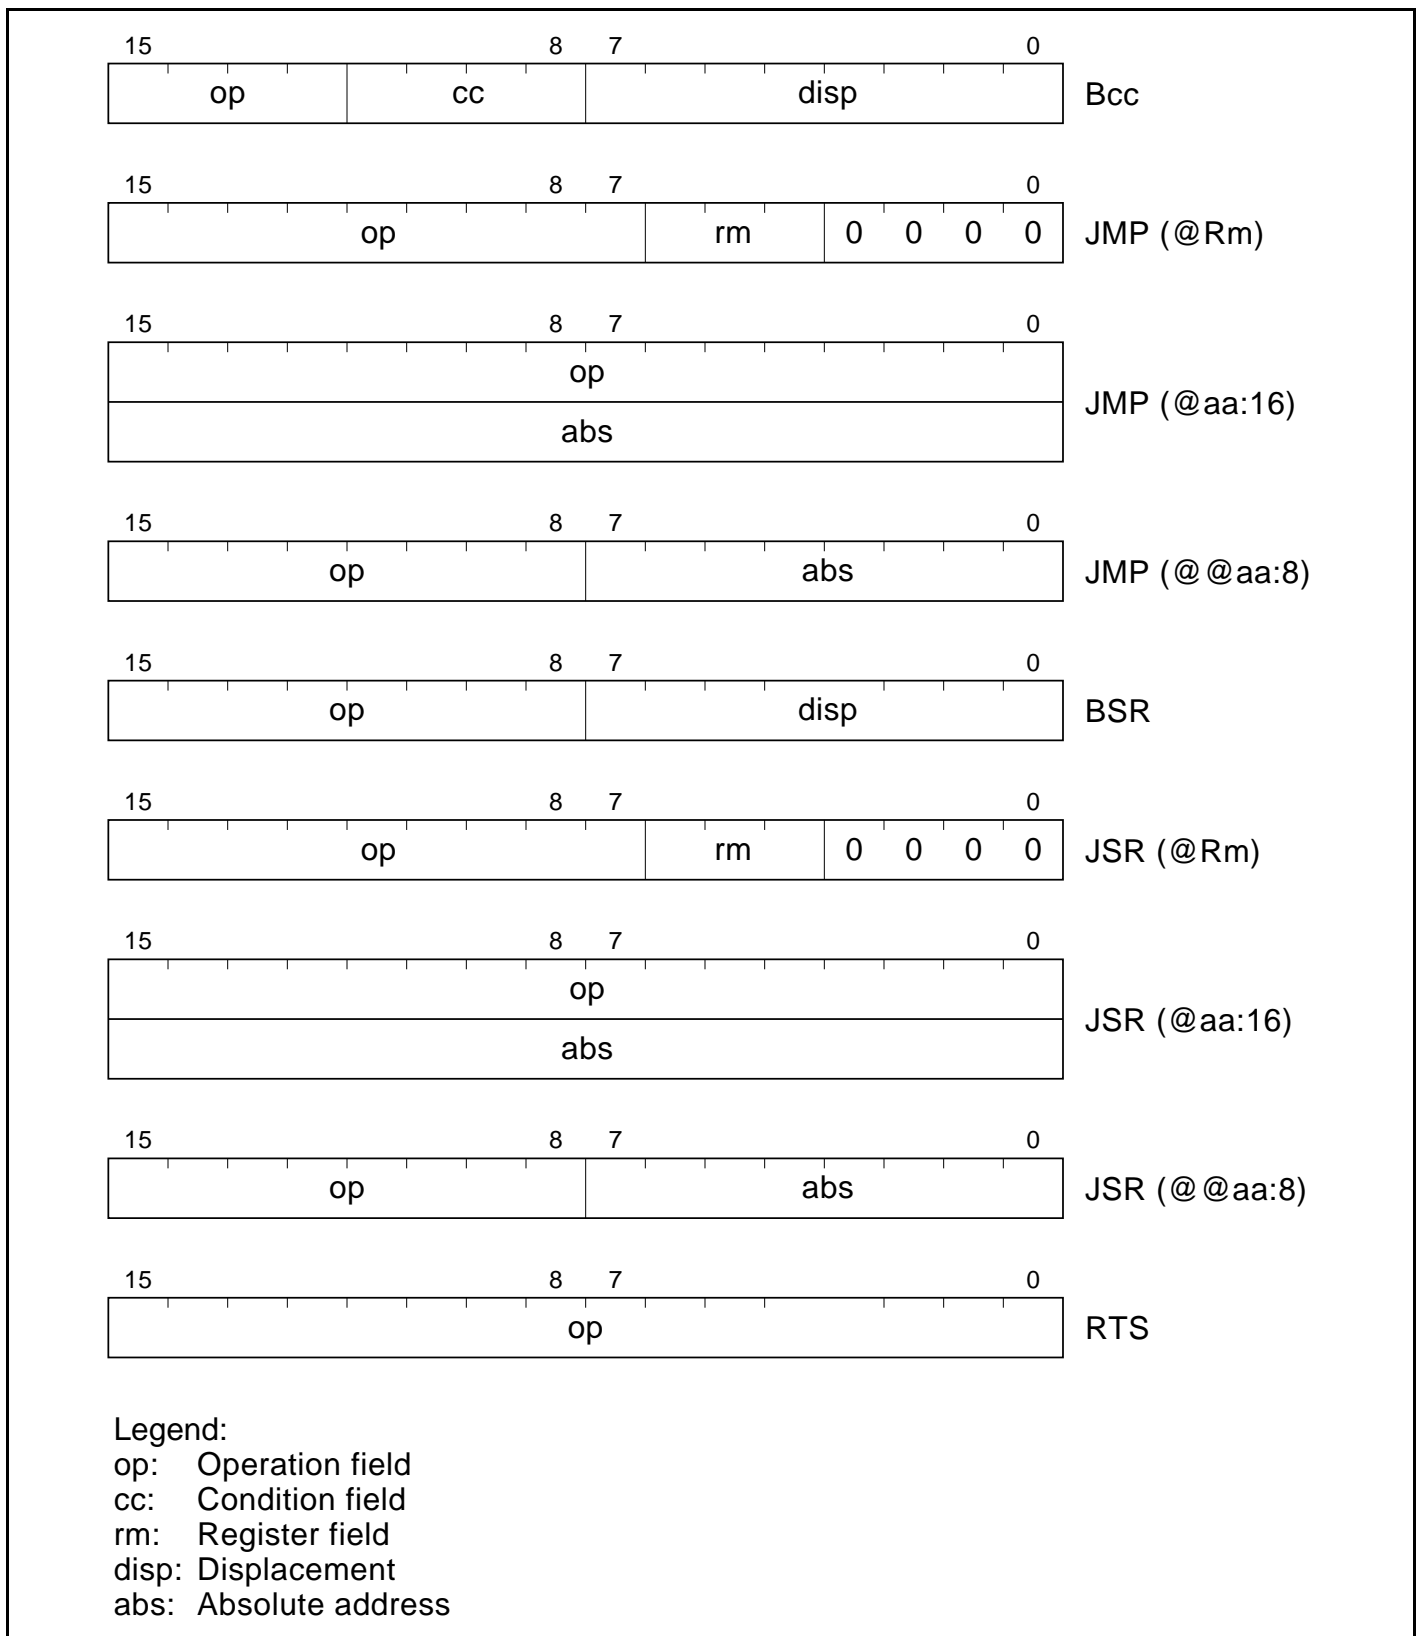 15 8 7 0
op cc disp Bcc
15 8 7 0
op rm 0 0 0 0 JMP (@Rm)
15 8 7 0
op
JMP (@aa:16)
abs
15 8 7 0
op abs JMP (@@aa:8)
15 8 7 0
op disp BSR
15 8 7 0
op rm 0 0 0 0 JSR (@Rm)
15 8 7 0
op
JSR (@aa:16)
abs
15 8 7 0
op abs JSR (@@aa:8)
15 8 7 0
op RTS
Legend:
op: Operation field
cc: Condition field
rm: Register field
disp: Displacement
abs: Absolute address